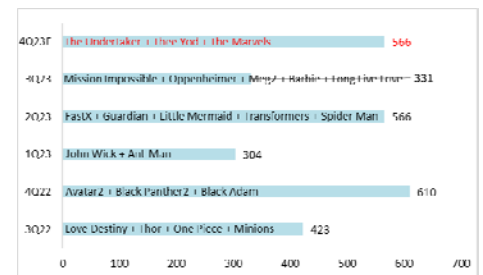 4Q23F The Undertaker + Thee Yod + The Marvels 566
3Q23 Mission Impossible + Oppenheimer + Meg2 + Barbie + Long Live Love 331
2Q23 FastX + Guardian + Little Mermaid + Transformers + Spider Man 566
1Q23 John Wick + Ant Man 304
4Q22 Avatar2 + Black Panther2 + Black Adam 610
3Q22 Love Destiny + Thor + One Piece + Minions 423
0 100 200 300 400 500 600 700